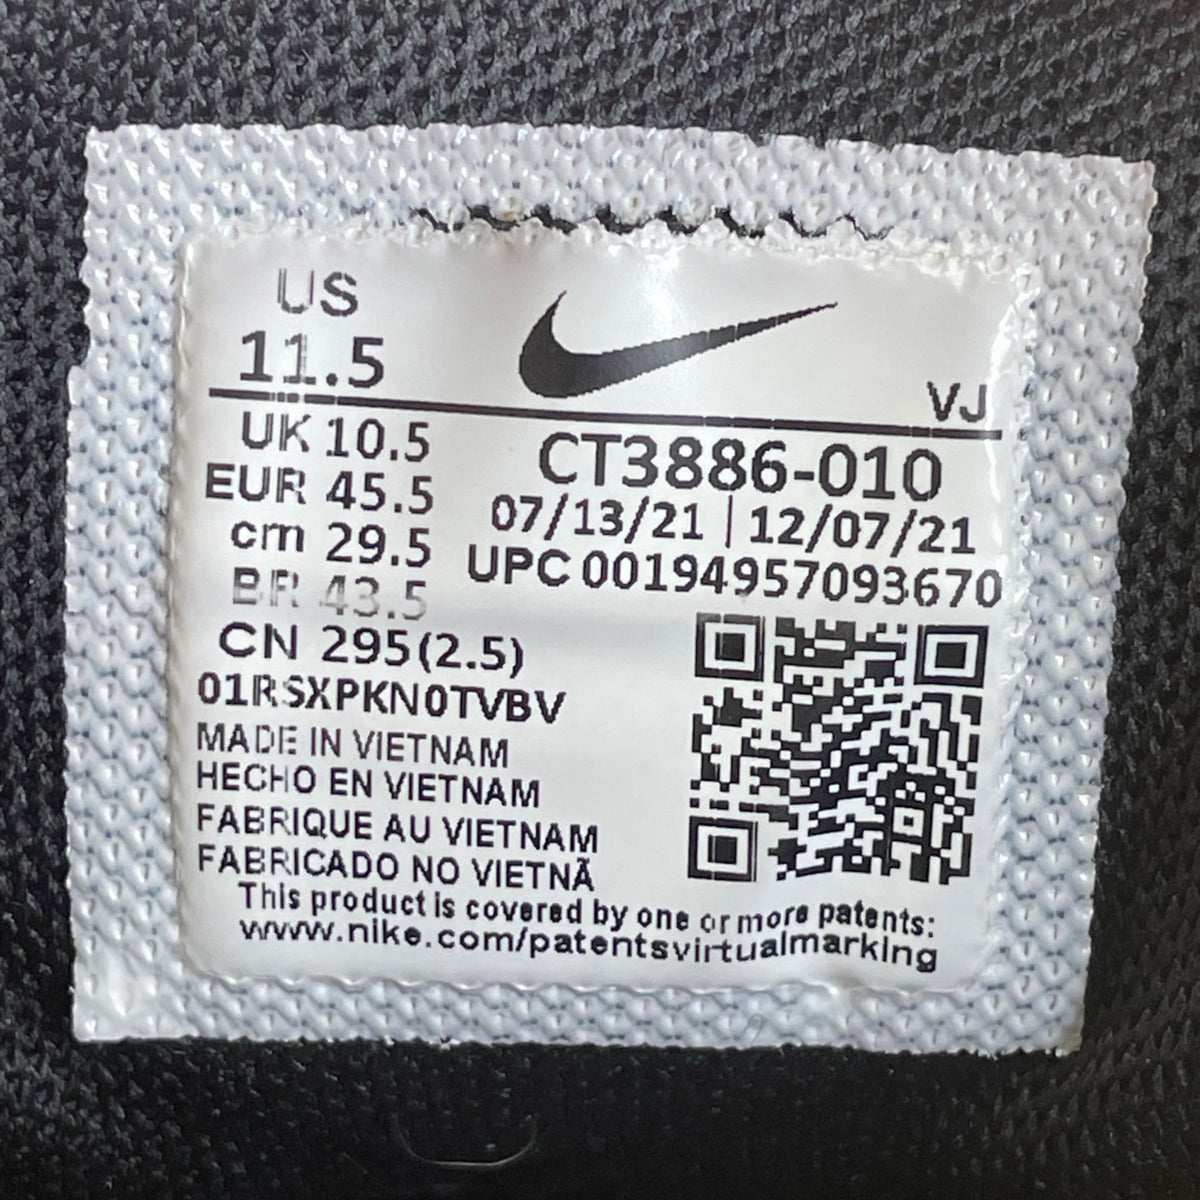 US
11.5
VJ
UK 10.5
EUR 45.5
cm 29.5
BR 43.5
CN 295(2.5)
CT3886-010
07/13/21 | 12/07/21
UPC 00194957093670
01RSXPKN0TVBV
MADE IN VIETNAM
HECHO EN VIETNAM
FABRIQUE AU VIETNAM
FABRICADO NO VIETNÃ
This product is covered by one or more patents:
www.nike.com/patentsvirtualmarking